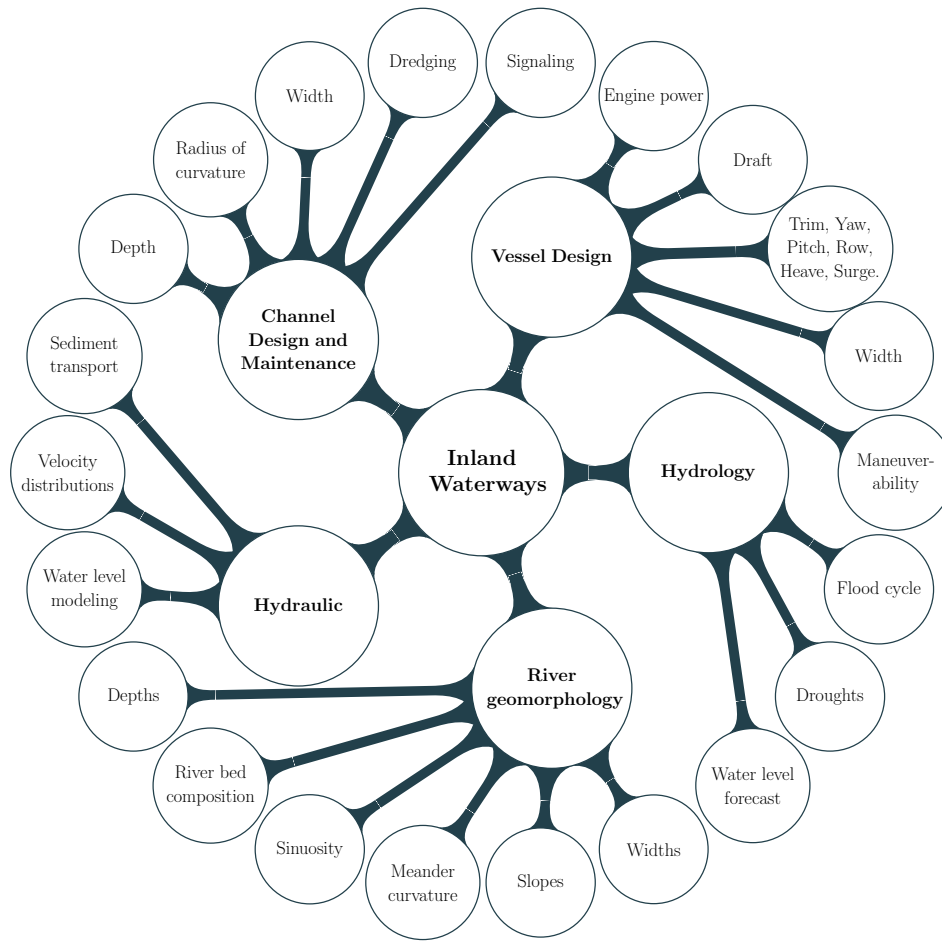 Dredging
Signaling
Width
Engine power
Radius of
curvature
Draft
Depth
Trim, Yaw,
Pitch, Row,
Heave, Surge.
Vessel Design
Channel
Design and
Maintenance
Sediment
transport
Width
Inland
Waterways
Hydrology
Velocity
distributions
Maneuver-
ability
Water level
modeling
Hydraulic
Flood cycle
Depths
River
geomorphology
Droughts
River bed
composition
Water level
forecast
Sinuosity
Meander
curvature
Slopes
Widths